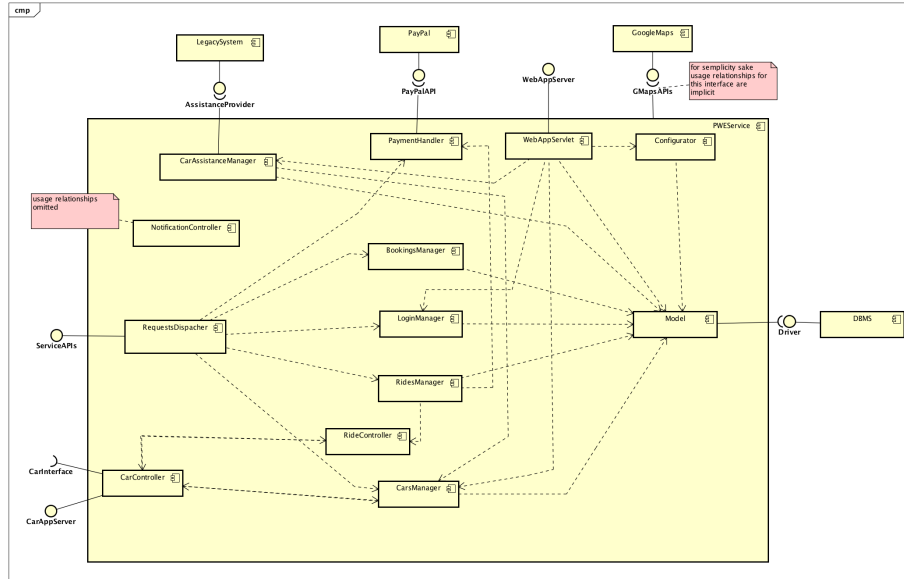 cmp
LegacySystem
PayPal
GoogleMaps
for semplicity sake
usage relationships for
this interface are
implicit
AssistanceProvider
PayPalAPI
WebAppServer
GMapsAPIs
PWEService
PaymentHandler
WebAppServlet
Configurator
CarAssistanceManager
usage relationships
omitted
NotificationController
BookingsManager
RequestsDispacher
LoginManager
Model
DBMS
ServiceAPIs
Driver
RidesManager
RideController
CarInterface
CarController
CarsManager
CarAppServer